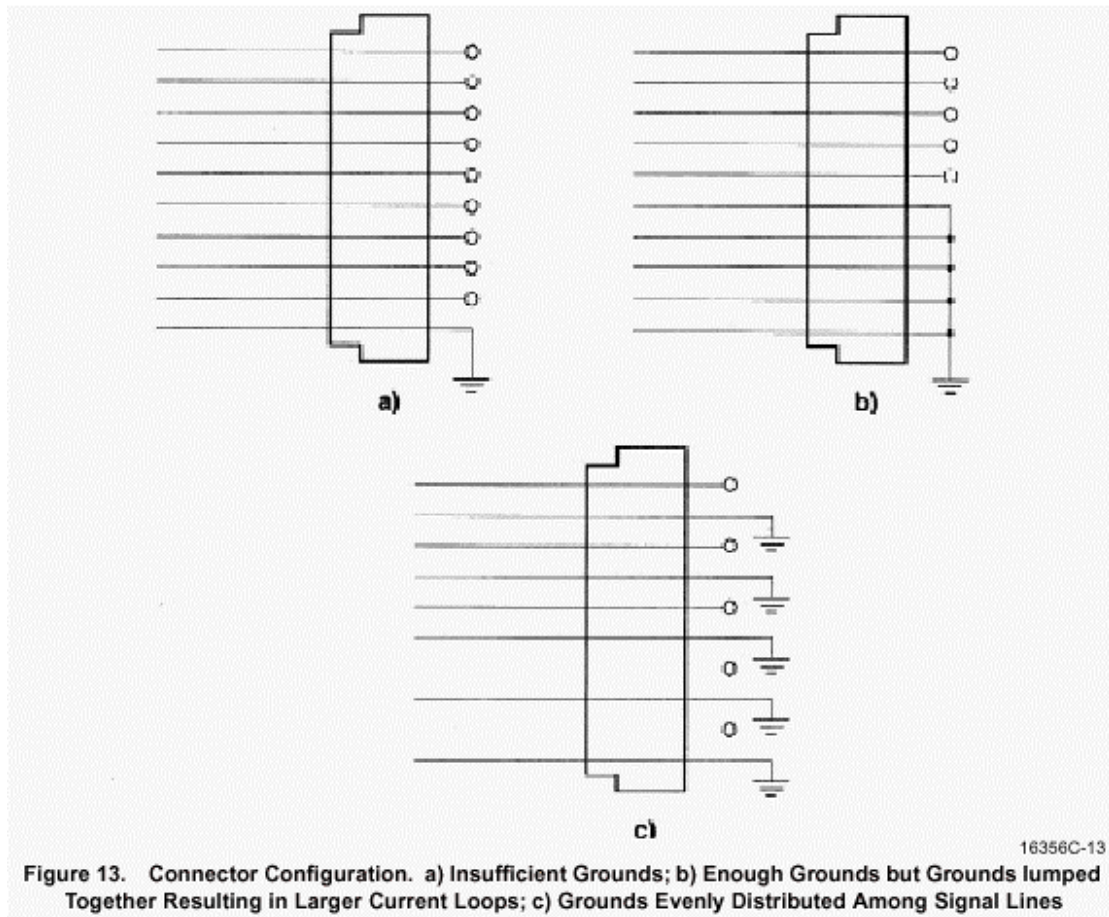 a)
b)
c)
16356C-13
Figure 13. Connector Configuration. a) Insufficient Grounds; b) Enough Grounds but Grounds lumped
Together Resulting in Larger Current Loops; c) Grounds Evenly Distributed Among Signal Lines